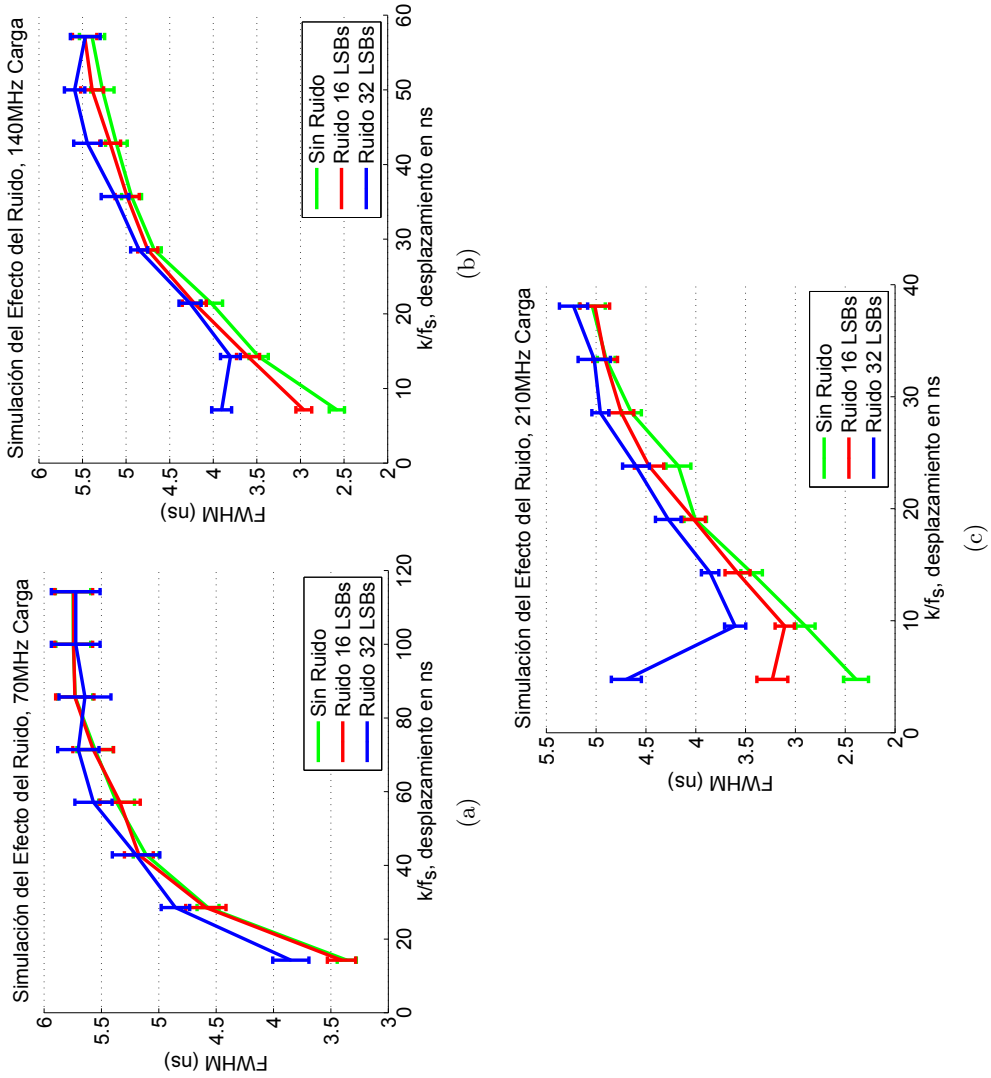 Simulación del Efecto del Ruido, 70MHz Carga
FWHM (ns)
6
5.5
5
4.5
4
3.5
0 20 40 60 80 100 120
k/fs, desplazamiento en ns
Sin Ruido
Ruido 16 LSBs
Ruido 32 LSBs
(a)
Simulación del Efecto del Ruido, 140MHz Carga
FWHM (ns)
6
5.5
5
4.5
4
3.5
3
2.5
2
0 10 20 30 40 50 60
k/fs, desplazamiento en ns
Sin Ruido
Ruido 16 LSBs
Ruido 32 LSBs
(b)
Simulación del Efecto del Ruido, 210MHz Carga
FWHM (ns)
5.5
5
4.5
4
3.5
3
2.5
2
0 10 20 30 40
k/fs, desplazamiento en ns
Sin Ruido
Ruido 16 LSBs
Ruido 32 LSBs
(c)